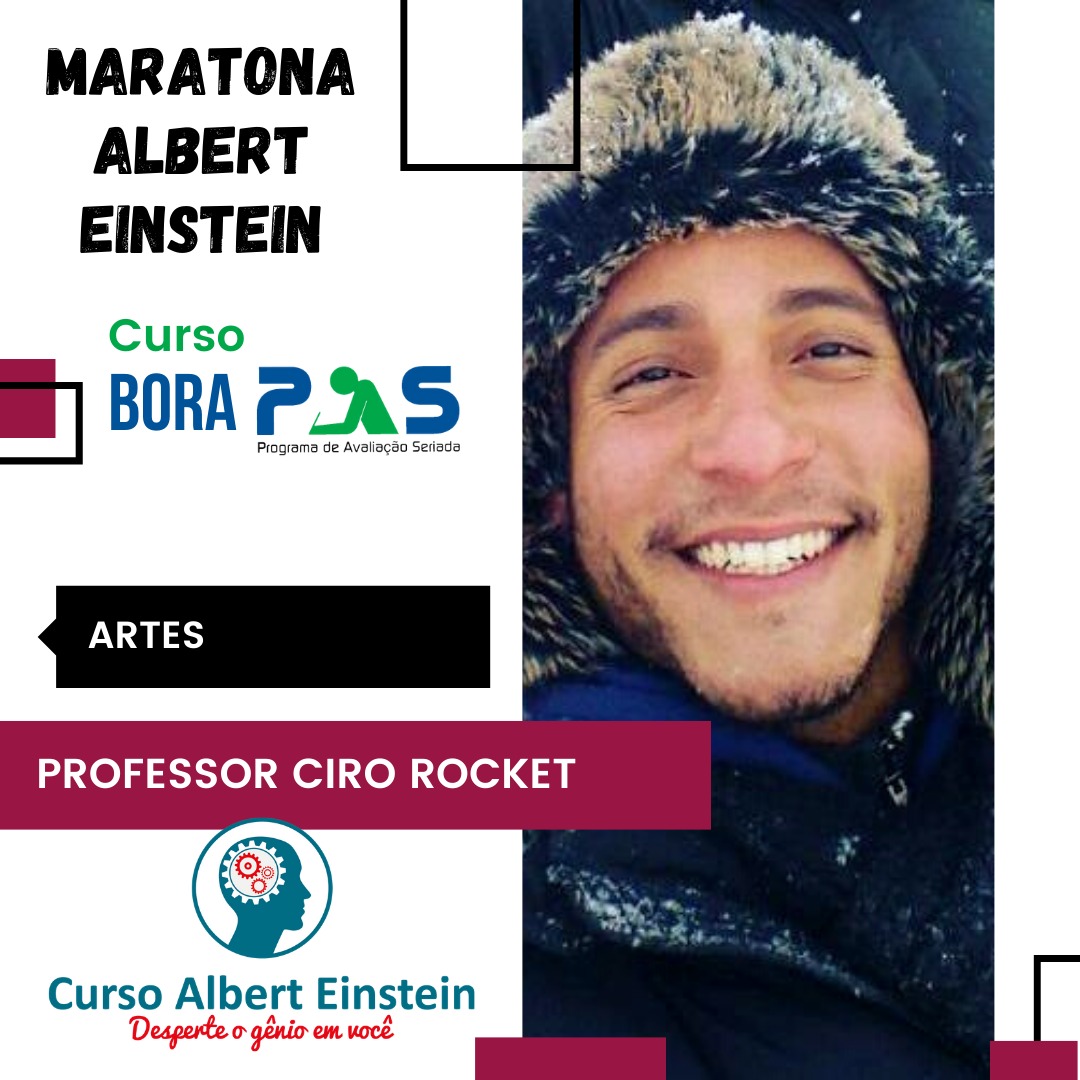 MARATONA
ALBERT
EINSTEIN
Curso
BORA PAS
Programa de Avaliação Seriada
ARTES
PROFESSOR CIRO ROCKET
Curso Albert Einstein
Desperte o gênio em você